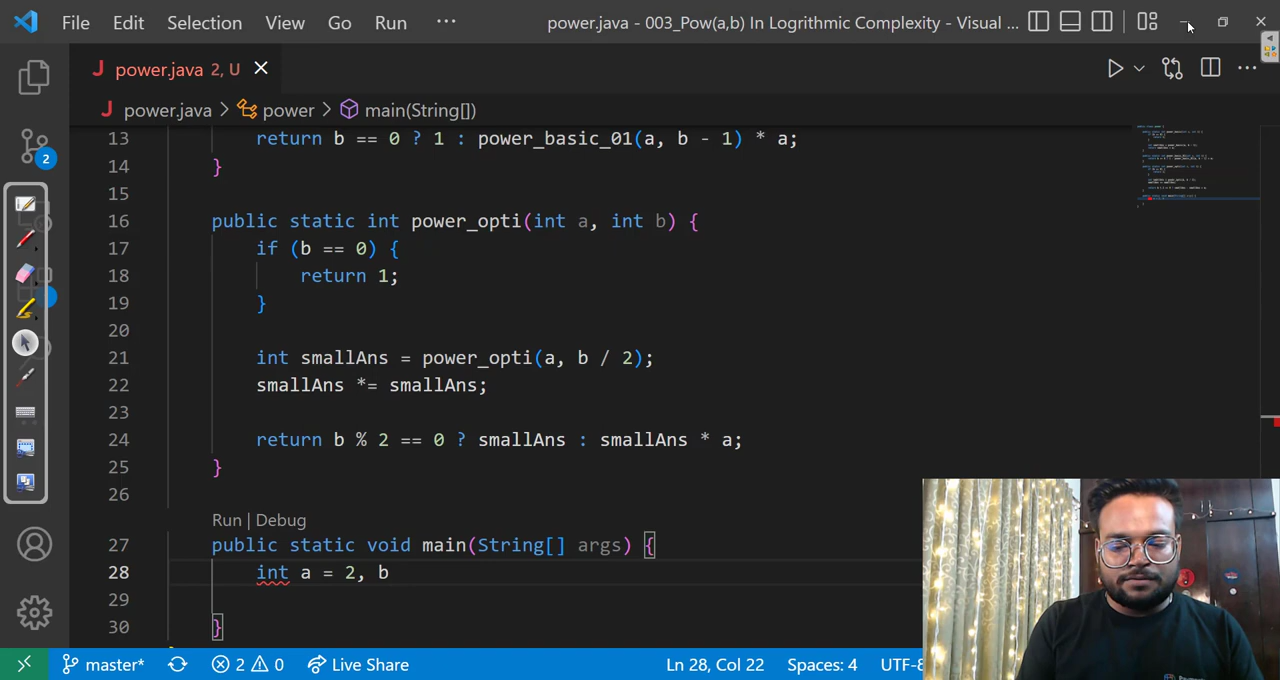 File Edit Selection View Go Run ··· power.java - 003_Pow(a,b) In Logrithmic Complexity - Visual ...
J power.java 2, U
J power.java > power > main(String[])
2
13 return b == 0 ? 1 : power_basic_01(a, b - 1) * a;
14 }
15
16 public static int power_opti(int a, int b) {
17 if (b == 0) {
18 return 1;
19 }
20
21 int smallAns = power_opti(a, b / 2);
22 smallAns *= smallAns;
23
24 return b % 2 == 0 ? smallAns : smallAns * a;
25 }
26
Run | Debug
27 public static void main(String[] args) {
28 int a = 2, b
29
30 }
master* 2 0 Live Share Ln 28, Col 22 Spaces: 4 UTF-8